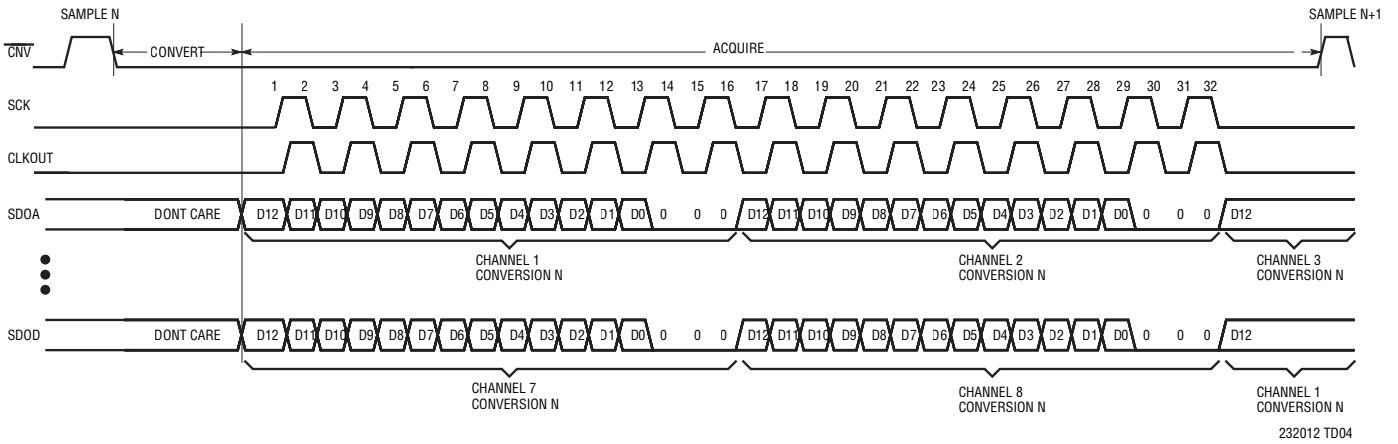 SAMPLE N SAMPLE N+1
CNV CONVERT ACQUIRE
1 2 3 4 5 6 7 8 9 10 11 12 13 14 15 16 17 18 19 20 21 22 23 24 25 26 27 28 29 30 31 32
SCK
CLKOUT
SDOA DONT CARE D12 D11 D10 D9 D8 D7 D6 D5 D4 D3 D2 D1 D0 0 0 0 D12 D11 D10 D9 D8 D7 D6 D5 D4 D3 D2 D1 D0 0 0 0 D12
CHANNEL 1 CHANNEL 2 CHANNEL 3
CONVERSION N CONVERSION N CONVERSION N
SDOD DONT CARE D12 D11 D10 D9 D8 D7 D6 D5 D4 D3 D2 D1 D0 0 0 0 D12 D11 D10 D9 D8 D7 D6 D5 D4 D3 D2 D1 D0 0 0 0 D12
CHANNEL 7 CHANNEL 8 CHANNEL 1
CONVERSION N CONVERSION N CONVERSION N
232012 TD04